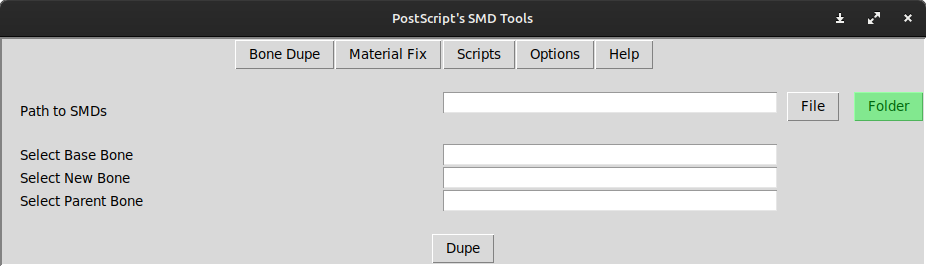 PostScript's SMD Tools
Bone Dupe Material Fix Scripts Options Help
Path to SMDs File Folder
Select Base Bone
Select New Bone
Select Parent Bone
Dupe